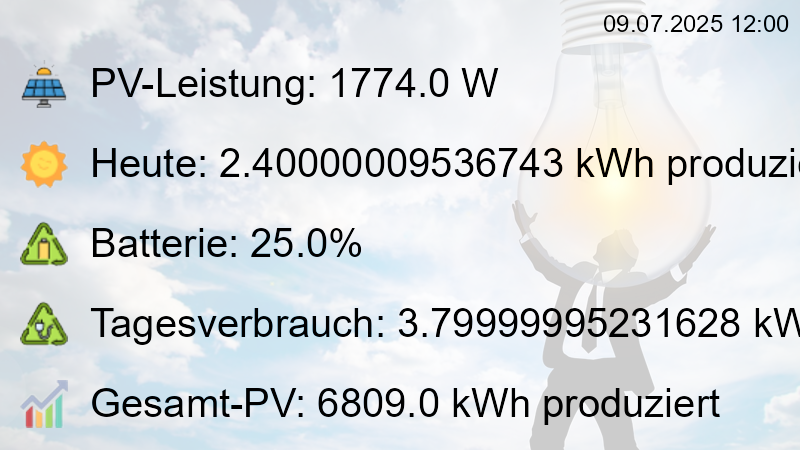 09.07.2025 12:00
PV-Leistung: 1774.0 W
Heute: 2.40000009536743 kWh produzi
Batterie: 25.0%
Tagesverbrauch: 3.79999995231628 kW
Gesamt-PV: 6809.0 kWh produziert